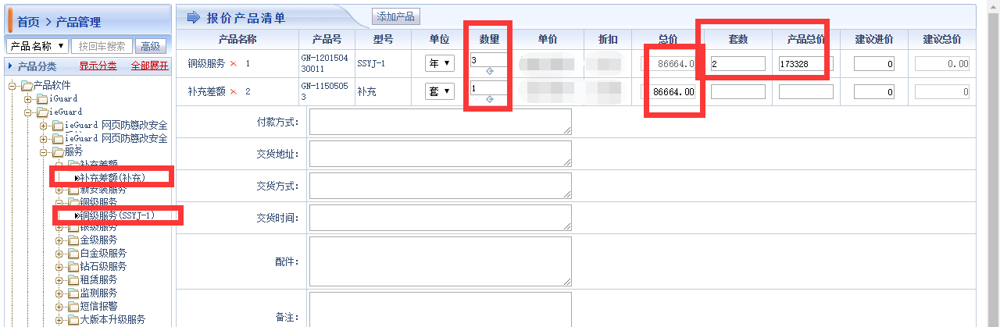 首页 > 产品管理
产品名称 ▼ 按回车搜索 高级
产品分类 显示分类 全部展开
产品软件
iGuard
ieGuard
ieGuard 网页防篡改安全
ieGuard 网页防篡改安全
服务
补充差额
补充差额(补充)
新安装服务
铜级服务
铜级服务(SSYJ-1)
银级服务
金级服务
白金级服务
钻石级服务
租赁服务
监测服务
短信报警
大版本升级服务
报价产品清单 添加产品
产品名称 产品号 型号 单位 数量 单价 折扣 总价 套数 产品总价 建议进价 建议总价
铜级服务 × 1 GN-1201504 30011 SSYJ-1 年 ▼ 3 86664.00 2 173328 0 0.00
补充差额 × 2 GN-1150505 3 补充 套 ▼ 1 86664.00 0 0
付款方式:
交货地址:
交货方式:
交货时间:
配件:
备注: